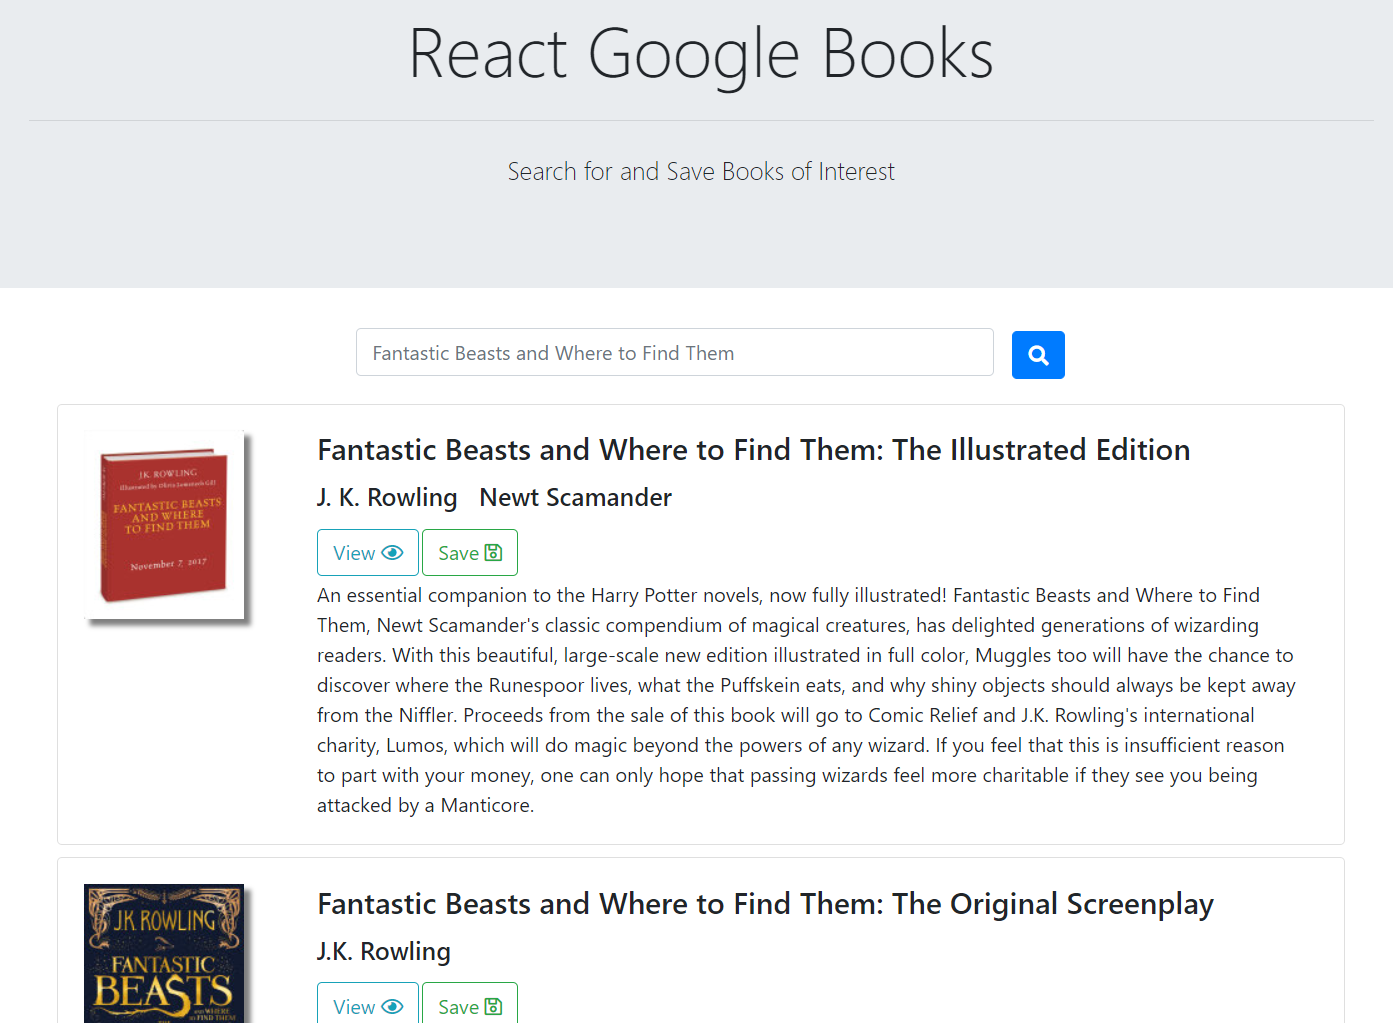 React Google Books
Search for and Save Books of Interest
Fantastic Beasts and Where to Find Them
J.K. ROWLING
illustrated by Olivia Lomenech Gill
FANTASTIC BEASTS
AND WHERE
TO FIND THEM
November 7, 2017
Fantastic Beasts and Where to Find Them: The Illustrated Edition
J. K. Rowling Newt Scamander
View Save
An essential companion to the Harry Potter novels, now fully illustrated! Fantastic Beasts and Where to Find
Them, Newt Scamander's classic compendium of magical creatures, has delighted generations of wizarding
readers. With this beautiful, large-scale new edition illustrated in full color, Muggles too will have the chance to
discover where the Runespoor lives, what the Puffskein eats, and why shiny objects should always be kept away
from the Niffler. Proceeds from the sale of this book will go to Comic Relief and J.K. Rowling's international
charity, Lumos, which will do magic beyond the powers of any wizard. If you feel that this is insufficient reason
to part with your money, one can only hope that passing wizards feel more charitable if they see you being
attacked by a Manticore.
J.K. ROWLING
FANTASTIC
BEASTS
AND WHERE
TO FIND THEM
Fantastic Beasts and Where to Find Them: The Original Screenplay
J.K. Rowling
View Save